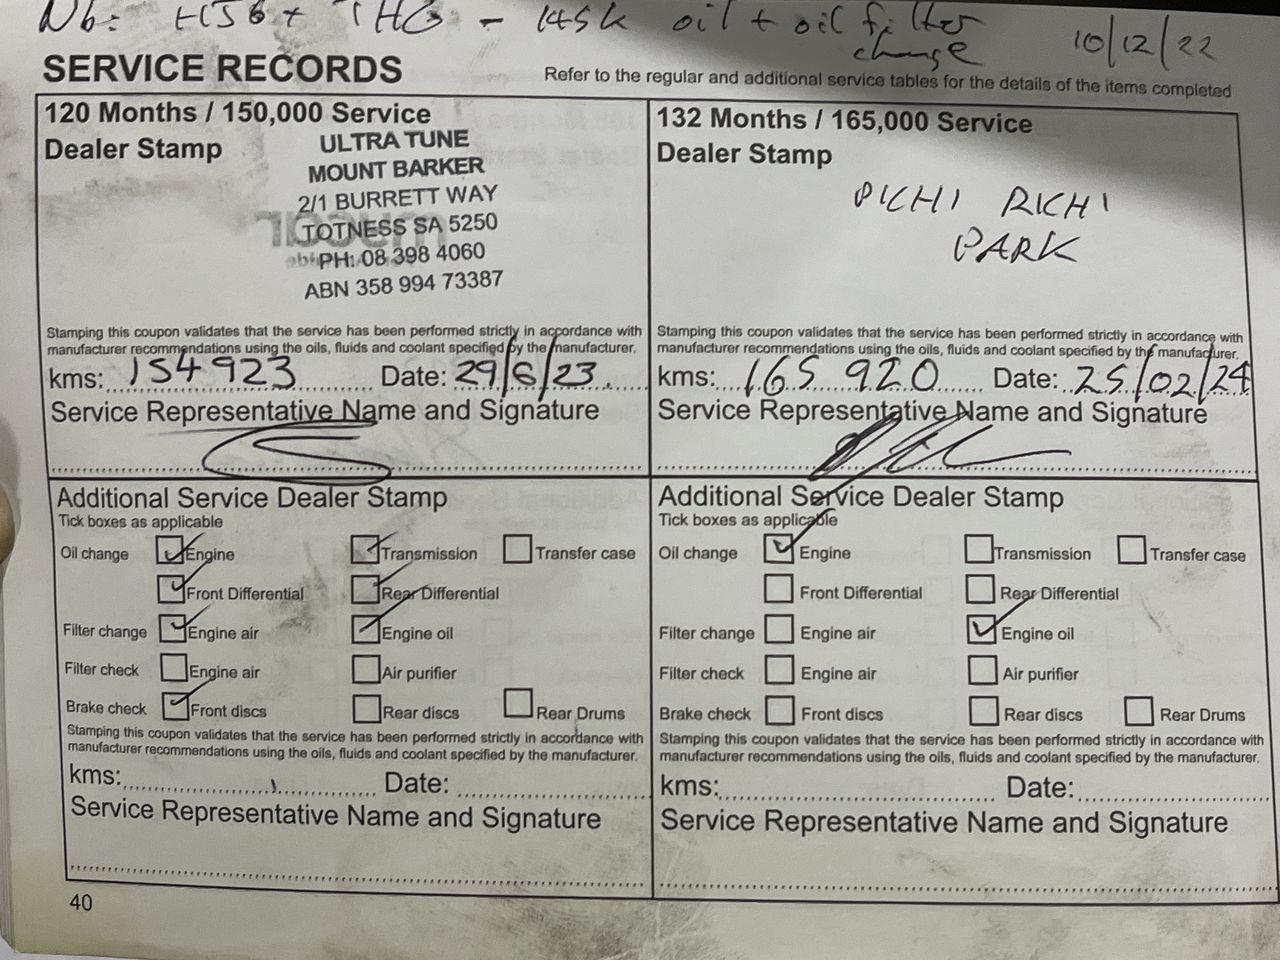 Nb: HSG + THG - 145k oil + oil filter
change
10/12/22
SERVICE RECORDS
Refer to the regular and additional service tables for the details of the items completed
120 Months / 150,000 Service
Dealer Stamp
ULTRA TUNE
MOUNT BARKER
2/1 BURRETT WAY
TOTNESS SA 5250
PH: 08 398 4060
ABN 358 994 73387
Stamping this coupon validates that the service has been performed strictly in accordance with
manufacturer recommendations using the oils, fluids and coolant specified by the manufacturer.
kms: 154 923 Date: 29/6/23
Service Representative Name and Signature
132 Months / 165,000 Service
Dealer Stamp
PICHI RICHI
PARK
Stamping this coupon validates that the service has been performed strictly in accordance with
manufacturer recommendations using the oils, fluids and coolant specified by the manufacturer.
kms: 165 920 Date: 25/02/24
Service Representative Name and Signature
Additional Service Dealer Stamp
Tick boxes as applicable
Oil change Engine Transmission Transfer case
Front Differential Rear Differential
Filter change Engine air Engine oil
Filter check Engine air Air purifier
Brake check Front discs Rear discs Rear Drums
Stamping this coupon validates that the service has been performed strictly in accordance with
manufacturer recommendations using the oils, fluids and coolant specified by the manufacturer.
kms: Date:
Service Representative Name and Signature
Additional Service Dealer Stamp
Tick boxes as applicable
Oil change Engine Transmission Transfer case
Front Differential Rear Differential
Filter change Engine air Engine oil
Filter check Engine air Air purifier
Brake check Front discs Rear discs Rear Drums
Stamping this coupon validates that the service has been performed strictly in accordance with
manufacturer recommendations using the oils, fluids and coolant specified by the manufacturer.
kms: Date:
Service Representative Name and Signature
40